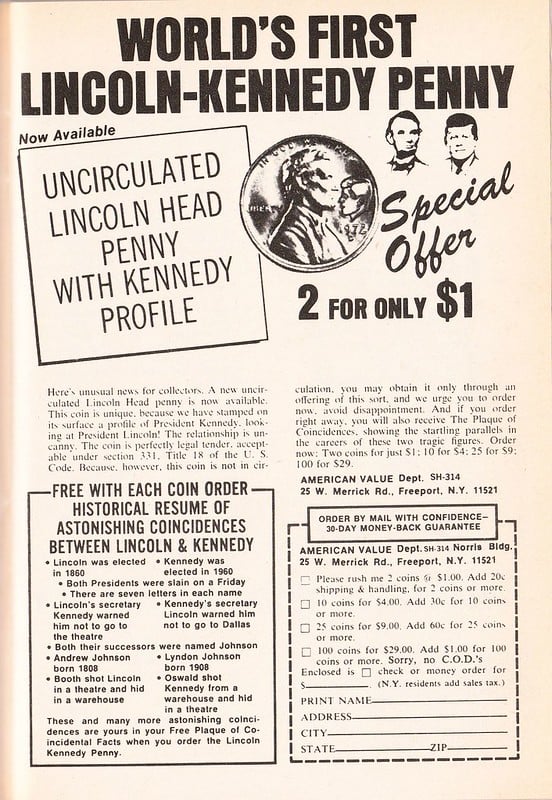 WORLD'S FIRST
LINCOLN-KENNEDY PENNY
Now Available
UNCIRCULATED
LINCOLN HEAD
PENNY
WITH KENNEDY
PROFILE
IN GOD
LIBERTY
1972
Special
Offer
2 FOR ONLY $1
Here's unusual news for collectors. A new uncir-
culated Lincoln Head penny is now available.
This coin is unique, because we have stamped on
its surface a profile of President Kennedy, look-
ing at President Lincoln! The relationship is un-
canny. The coin is perfectly legal tender, accept-
able under section 331, Title 18 of the U. S.
Code. Because, however, this coin is not in cir-
culation, you may obtain it only through an
offering of this sort, and we urge you to order
now, avoid disappointment. And if you order
right away, you will also receive The Plaque of
Coincidences, showing the startling parallels in
the careers of these two tragic figures. Order
now: Two coins for just $1; 10 for $4; 25 for $9;
100 for $29.
AMERICAN VALUE Dept. SH-314
25 W. Merrick Rd., Freeport, N.Y. 11521
FREE WITH EACH COIN ORDER
HISTORICAL RESUME OF
ASTONISHING COINCIDENCES
BETWEEN LINCOLN & KENNEDY
• Lincoln was elected in 1860
• Kennedy was elected in 1960
• Both Presidents were slain on a Friday
• There are seven letters in each name
• Lincoln's secretary
Kennedy warned
him not to go to
the theatre
• Kennedy's secretary
Lincoln warned him
not to go to Dallas
• Both their successors were named Johnson
• Andrew Johnson
born 1808
• Lyndon Johnson
born 1908
• Booth shot Lincoln
in a theatre and hid
in a warehouse
• Oswald shot
Kennedy from a
warehouse and hid
in a theatre
These and many more astonishing coinci-
dences are yours in your Free Plaque of Co-
incidental Facts when you order the Lincoln
Kennedy Penny.
ORDER BY MAIL WITH CONFIDENCE–
30-DAY MONEY-BACK GUARANTEE
AMERICAN VALUE Dept. SH-314 Norris Bldg.
25 W. Merrick Rd., Freeport, N.Y. 11521
Please rush me 2 coins @ $1.00. Add 20c
shipping & handling, for 2 coins or more.
10 coins for $4.00. Add 30c for 10 coins
or more.
25 coins for $9.00. Add 60c for 25 coins
or more.
100 coins for $29.00. Add $1.00 for 100
coins or more. Sorry, no C.O.D.'s
Enclosed is check or money order for
$ . (N.Y. residents add sales tax.)
PRINT NAME
ADDRESS
CITY
STATE ZIP